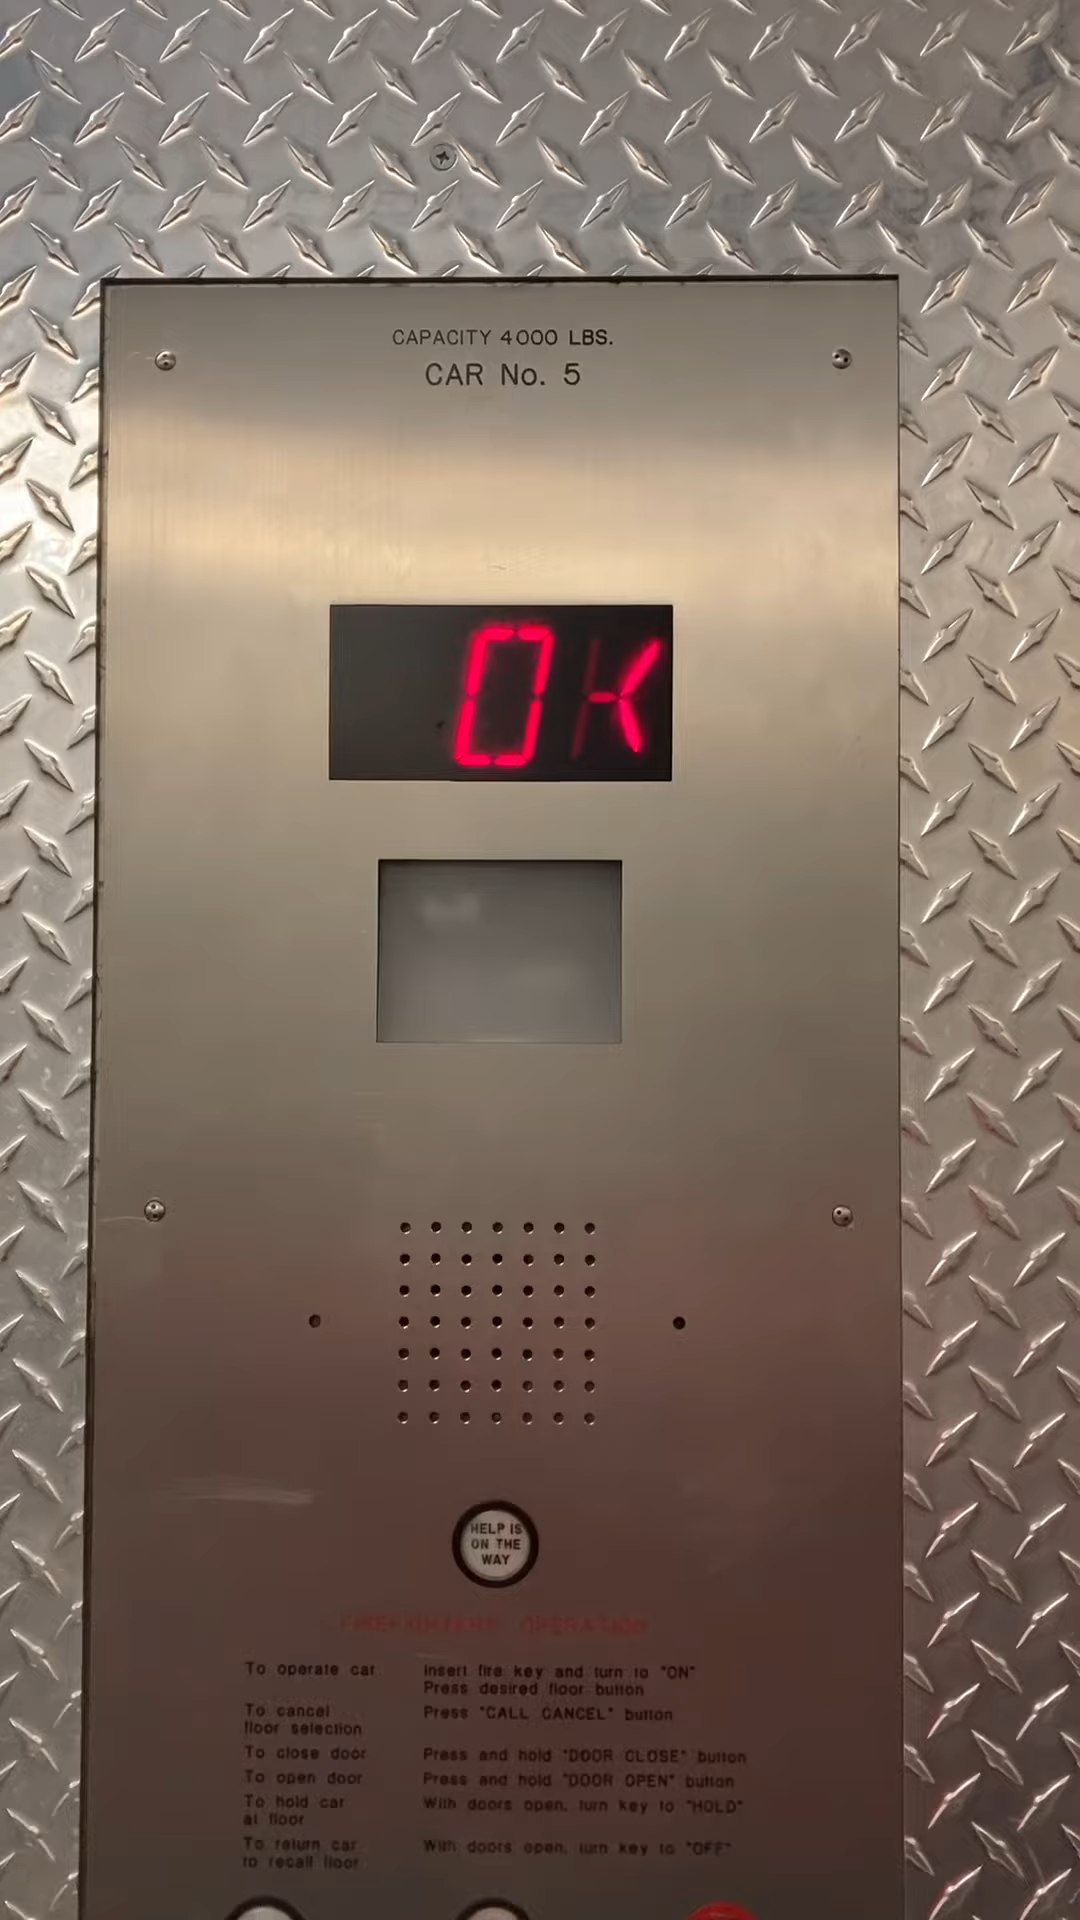 CAPACITY 4000 LBS.
CAR No. 5
OK
HELP IS
ON THE
WAY
FIREFIGHTERS' OPERATION
To operate car    Insert fire key and turn to "ON"
Press desired floor button
To cancel    Press "CALL CANCEL" button
floor selection
To close door    Press and hold "DOOR CLOSE" button
To open door    Press and hold "DOOR OPEN" button
To hold car    With doors open, turn key to "HOLD"
at floor
To return car    With doors open, turn key to "OFF"
to recall floor